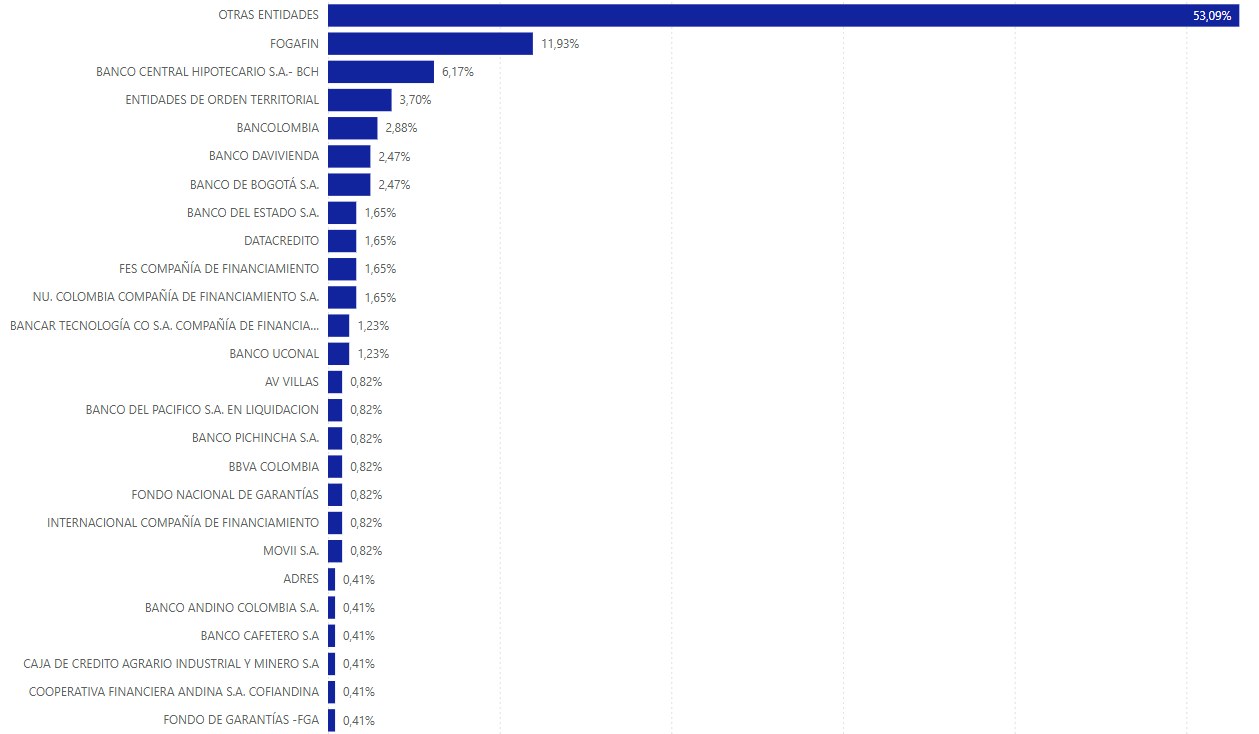 OTRAS ENTIDADES 53,09%
FOGAFIN 11,93%
BANCO CENTRAL HIPOTECARIO S.A.- BCH 6,17%
ENTIDADES DE ORDEN TERRITORIAL 3,70%
BANCOLOMBIA 2,88%
BANCO DAVIVIENDA 2,47%
BANCO DE BOGOTÁ S.A. 2,47%
BANCO DEL ESTADO S.A. 1,65%
DATACREDITO 1,65%
FES COMPAÑÍA DE FINANCIAMIENTO 1,65%
NU. COLOMBIA COMPAÑÍA DE FINANCIAMIENTO S.A. 1,65%
BANCAR TECNOLOGÍA CO S.A. COMPAÑÍA DE FINANCIA... 1,23%
BANCO UCONAL 1,23%
AV VILLAS 0,82%
BANCO DEL PACIFICO S.A. EN LIQUIDACION 0,82%
BANCO PICHINCHA S.A. 0,82%
BBVA COLOMBIA 0,82%
FONDO NACIONAL DE GARANTÍAS 0,82%
INTERNACIONAL COMPAÑÍA DE FINANCIAMIENTO 0,82%
MOVII S.A. 0,82%
ADRES 0,41%
BANCO ANDINO COLOMBIA S.A. 0,41%
BANCO CAFETERO S.A 0,41%
CAJA DE CREDITO AGRARIO INDUSTRIAL Y MINERO S.A 0,41%
COOPERATIVA FINANCIERA ANDINA S.A. COFIANDINA 0,41%
FONDO DE GARANTÍAS -FGA 0,41%